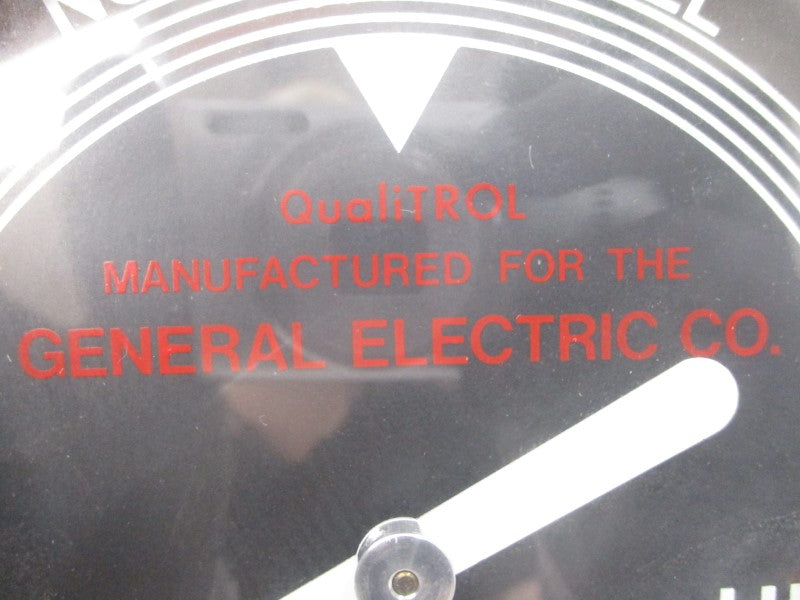 QualiTROL
MANUFACTURED FOR THE
GENERAL ELECTRIC CO.